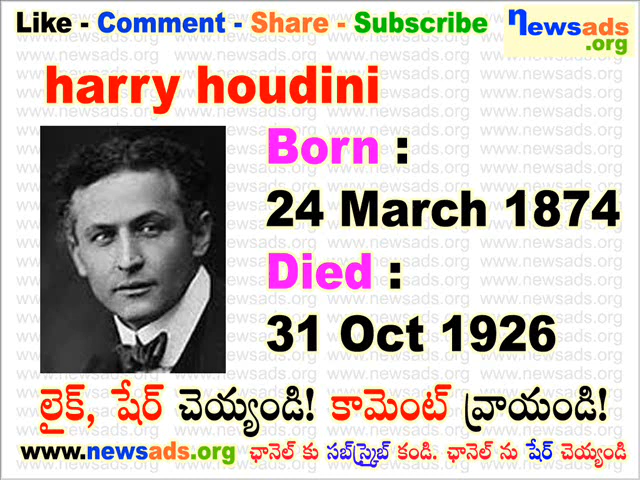 Like - Comment - Share - Subscribe
newsads
.org
harry houdini
Born :
24 March 1874
Died :
31 Oct 1926
లైక్, షేర్ చెయ్యండి! కామెంట్ వ్రాయండి!
www.newsads.org ఛానెల్ కు సబ్‌స్క్రైబ్ కండి. ఛానెల్ ను షేర్ చెయ్యండి